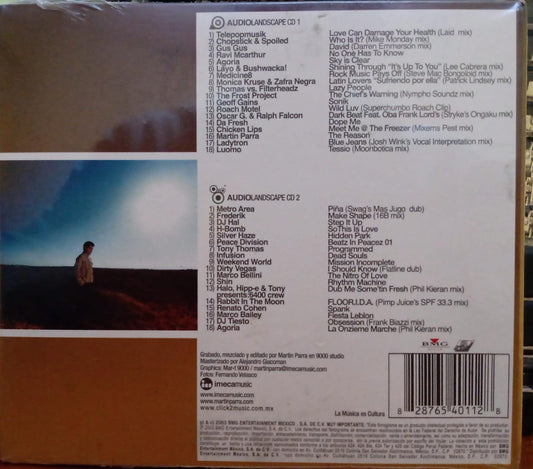 AUDIOLANDSCAPE CD 1
1) Telepopmusik Love Can Damage Your Health (Laid mix)
2) Chopstick & Spoiled Who Is It? (Mike Monday mix)
3) Gus Gus David (Darren Emmerson mix)
4) Ravi Mcarthur No One Has To Know
5) Agoria Sky is Clear
6) Layo & Bushwacka! Shining Through "It's Up To You" (Lee Cabrera mix)
7) Medicine8 Rock Music Pays Off (Steve Mac Bongoloid mix)
8) Monica Kruse & Zafra Negra Latin Lovers "Sufriendo por ella" (Patrick Lindsey mix)
9) Thomas vs. Filterheadz Lazy People
10) The Frost Project The Chief's Warning (Nympho Soundz mix)
11) Geoff Gains Sonik
12) Roach Motel Wild Luv (Superchumbo Roach Clip)
13) Oscar G. & Ralph Falcon Dark Beat Feat. Oba Frank Lord's (Stryke's Ongaku mix)
14) Da Fresh Dope Me
15) Chicken Lips Meet Me @ The Freezer (Mixerns Pest mix)
16) Martin Parra The Reason
17) Ladytron Blue Jeans (Josh Wink's Vocal Interpretation mix)
18) Luomo Tessio (Moonbotica mix)
AUDIOLANDSCAPE CD 2
1) Metro Area Piña (Swag's Mas Jugo dub)
2) Frederik Make Shape (16B mix)
3) DJ Hal Step It Up
4) H-Bomb SoThis Is Love
5) Silver Haze Hidden Park
6) Peace Division Beatz In Peacez 01
7) Tony Thomas Programmed
8) Infusion Dead Souls
9) Weekend World Mission Incomplete
10) Dirty Vegas I Should Know (Flatline dub)
11) Marco Bellini The Nitro Of Love
12) Shin Rhythm Machine
13) Halo, Hipp-e & Tony Dub Me Some'tin Fresh (Phil Kieran mix)
presents:6400 crew
14) Rabbit In The Moon FLOOR.I.D.A. (Pimp Juice's SPF 33.3 mix)
15) Renato Cohen Spank
16) Marco Bailey Fiesta Leblon
17) DJ Tiesto Obsession (Frank Biazzi mix)
18) Agoria La Onzieme Marche (Phil Kieran mix)
Grabado, mezclado y editado por Martin Parra en 9000 studio
Masterizado por Alejandro Giacoman
Graphics: Mar-t 9000 / martinparra@imecamusic.com
Fotos: Fernando Velasco
imecamusic
www.imecamusic.com
www.martinparra.com
www.click2music.com.mx
BMG
La Música es Cultura
8 28765 40112 8